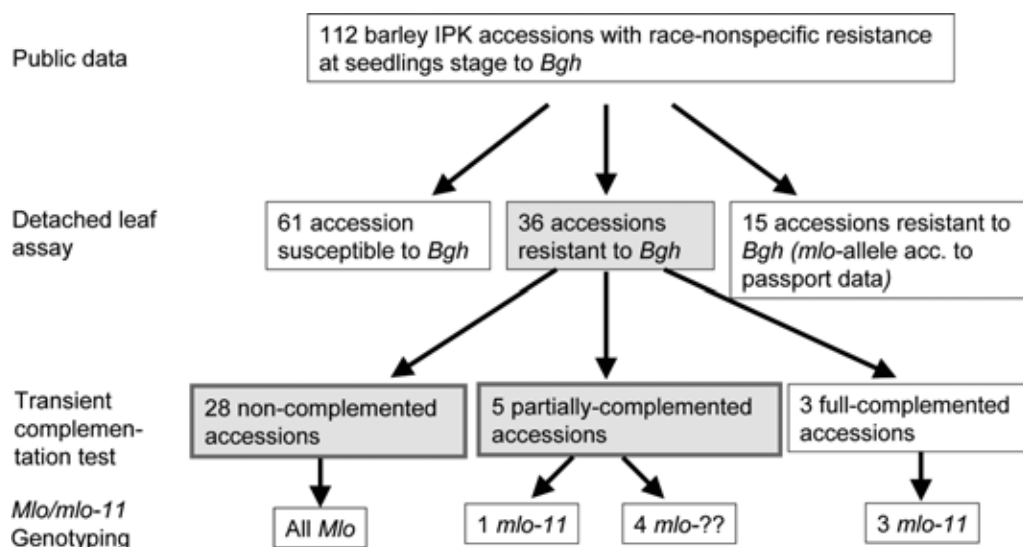 Public data
112 barley IPK accessions with race-nonspecific resistance
at seedlings stage to Bgh
Detached leaf
assay
61 accession
susceptible to Bgh
36 accessions
resistant to Bgh
15 accessions resistant to
Bgh (mlo-allele acc. to
passport data)
Transient
complemen-
tation test
28 non-complemented
accessions
5 partially-complemented
accessions
3 full-complemented
accessions
Mlo/mlo-11
Genotyping
All Mlo
1 mlo-11
4 mlo-??
3 mlo-11